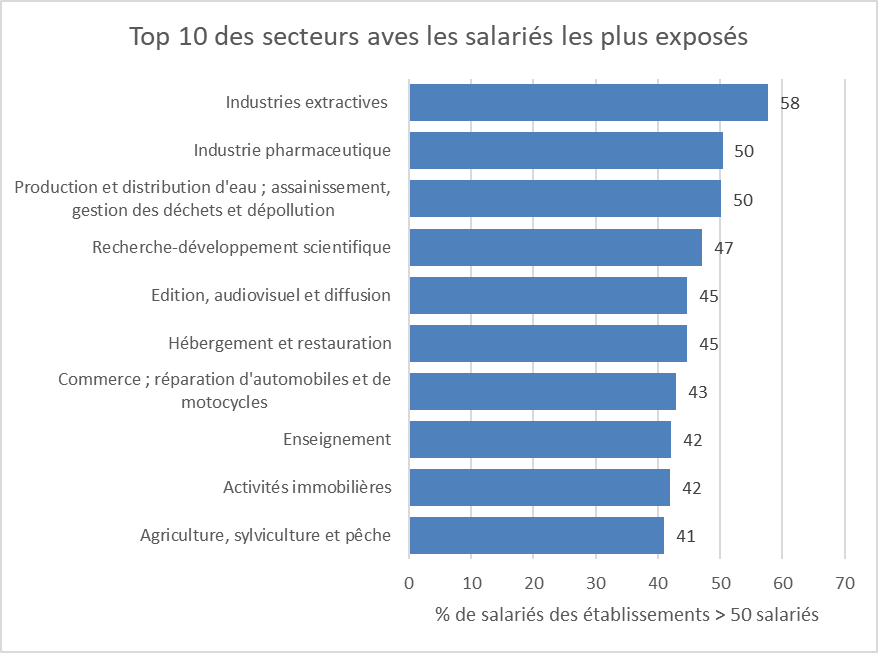 Top 10 des secteurs aves les salariés les plus exposés
Industries extractives
58
Industrie pharmaceutique
50
Production et distribution d'eau ; assainissement,
gestion des déchets et dépollution
50
Recherche-développement scientifique
47
Edition, audiovisuel et diffusion
45
Hébergement et restauration
45
Commerce ; réparation d'automobiles et de
motocycles
43
Enseignement
42
Activités immobilières
42
Agriculture, sylviculture et pêche
41
0 10 20 30 40 50 60 70
% de salariés des établissements > 50 salariés